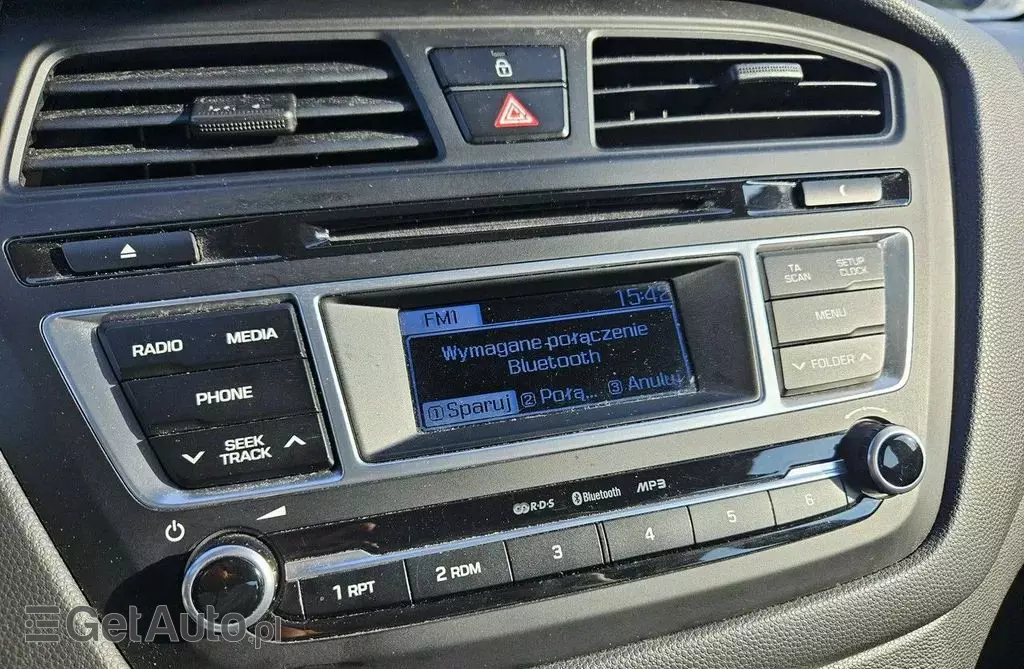 TA
SCAN
SETUP
CLOCK
RADIO
MEDIA
FM1
15:42
MENU
Wymagane połączenie
Bluetooth
PHONE
FOLDER
1 Sparuj 2 Połą... 3 Anuluj
SEEK
TRACK
R·D·S
Bluetooth
MP3
1 RPT
2 RDM
3
4
5
6
GetAuto.pl